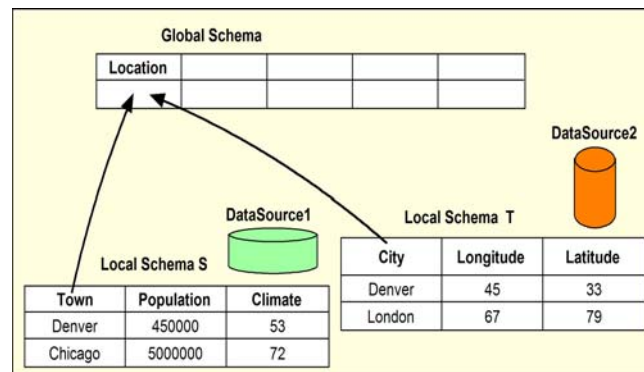 Global Schema
Location
DataSource2
DataSource1
Local Schema T
City Longitude Latitude
Denver 45 33
London 67 79
Local Schema S
Town Population Climate
Denver 450000 53
Chicago 5000000 72